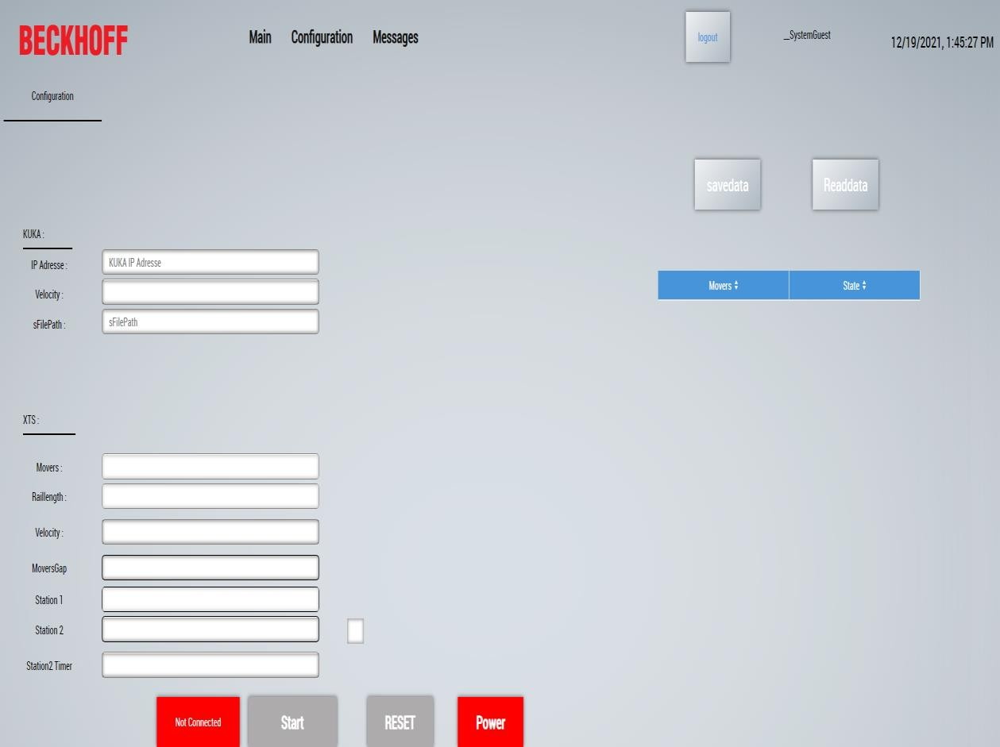 BECKHOFF
Main Configuration Messages
logout
__SystemGuest
12/19/2021, 1:45:27 PM
Configuration
savedata Readdata
KUKA :
IP Adresse : KUKA IP Adresse
Velocity :
sFilePath : sFilePath
Movers State
XTS :
Movers :
Raillength :
Velocity :
MoversGap
Station 1
Station 2
Station2 Timer
Not Connected Start RESET Power